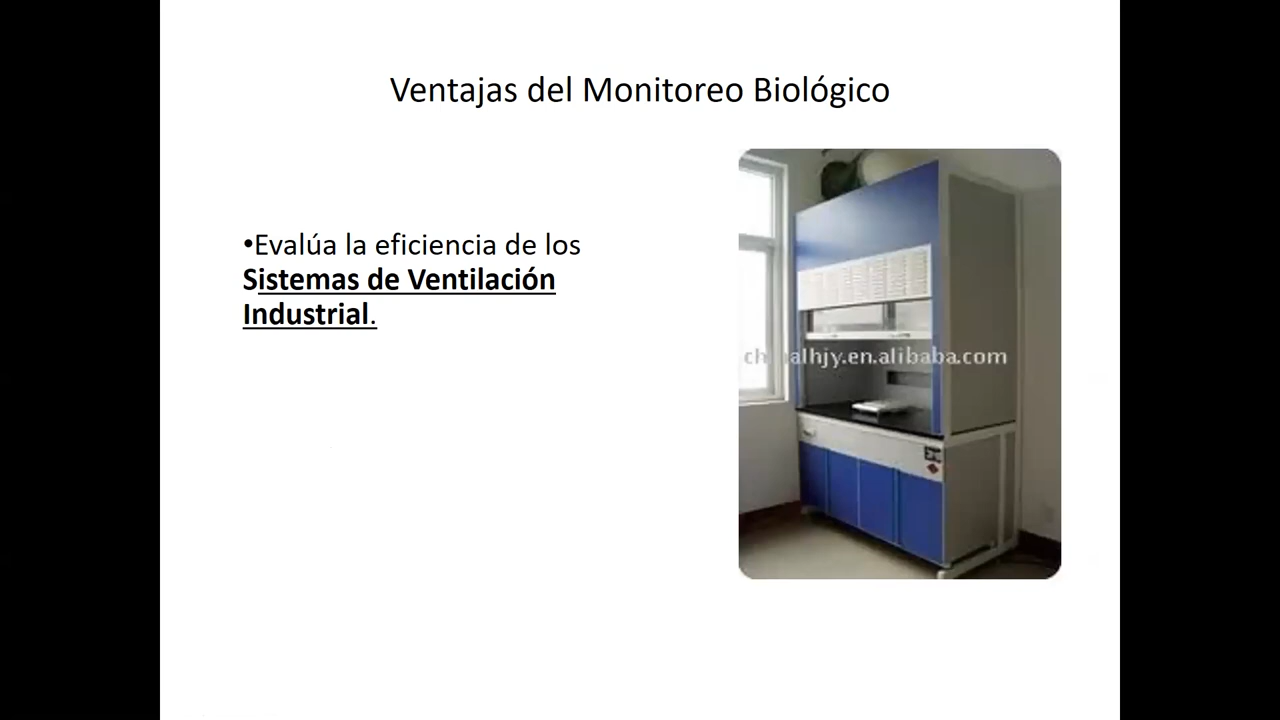 Ventajas del Monitoreo Biológico
•Evalúa la eficiencia de los
Sistemas de Ventilación
Industrial.
alhjy.en.alibaba.com